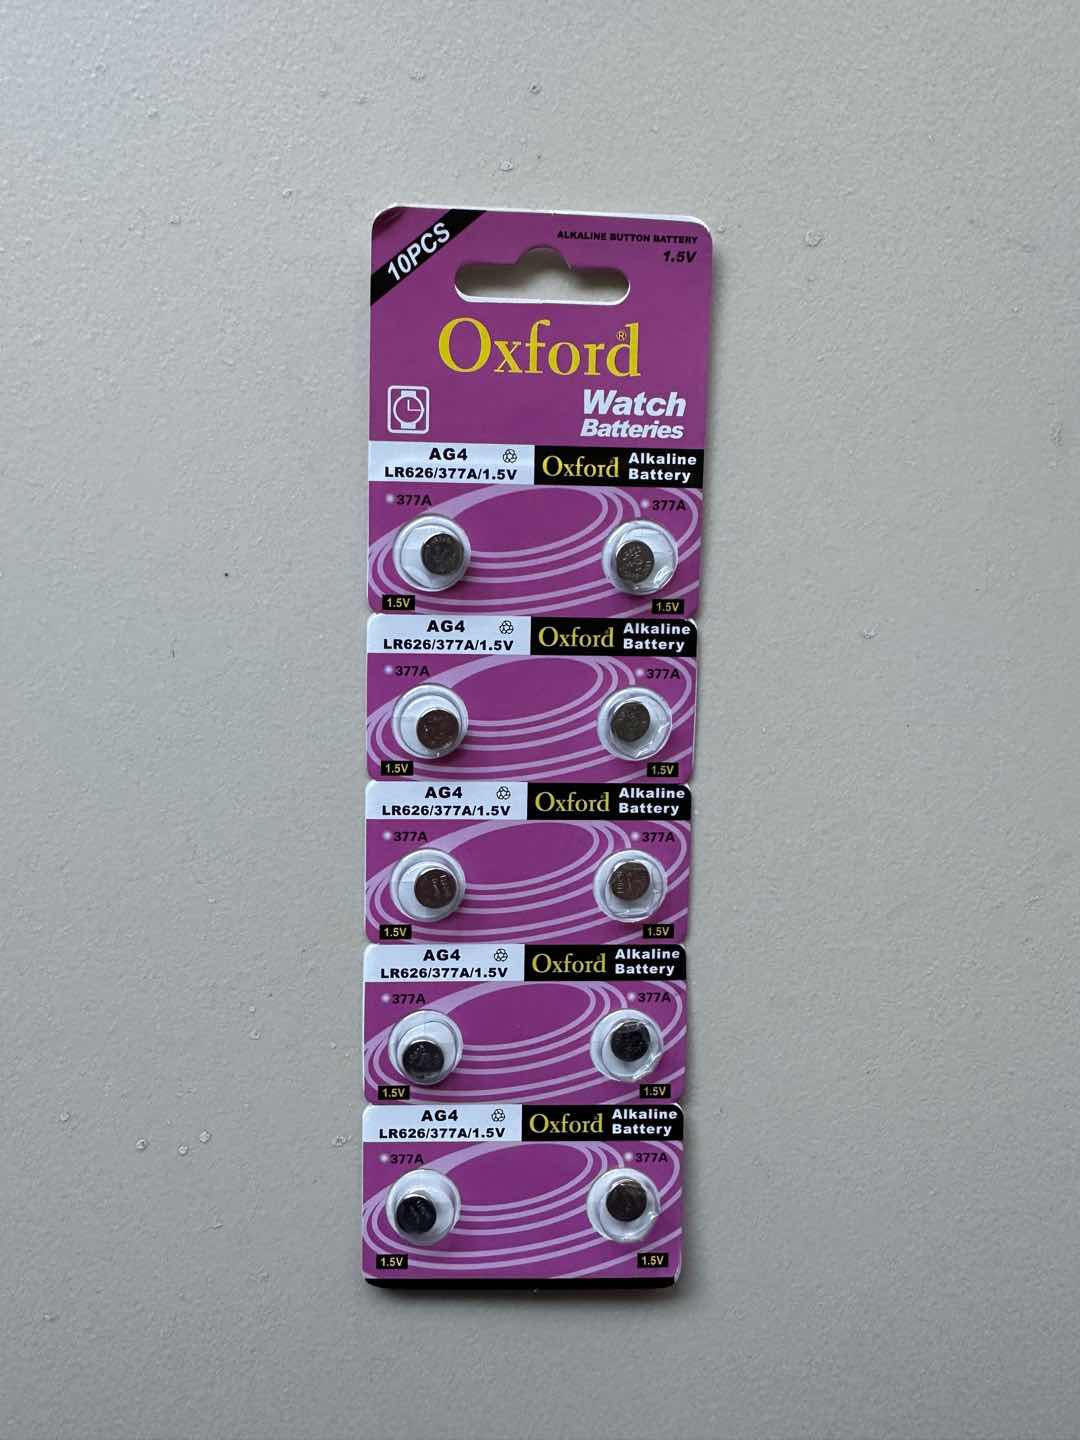 10PCS
ALKALINE BUTTON BATTERY
1.5V
Oxford®
Watch
Batteries
AG4
LR626/377A/1.5V
Oxford
Alkaline
Battery
377A
377A
1.5V
1.5V
AG4
LR626/377A/1.5V
Oxford
Alkaline
Battery
377A
377A
1.5V
1.5V
AG4
LR626/377A/1.5V
Oxford
Alkaline
Battery
377A
377A
1.5V
1.5V
AG4
LR626/377A/1.5V
Oxford
Alkaline
Battery
377A
377A
1.5V
1.5V
AG4
LR626/377A/1.5V
Oxford
Alkaline
Battery
377A
377A
1.5V
1.5V